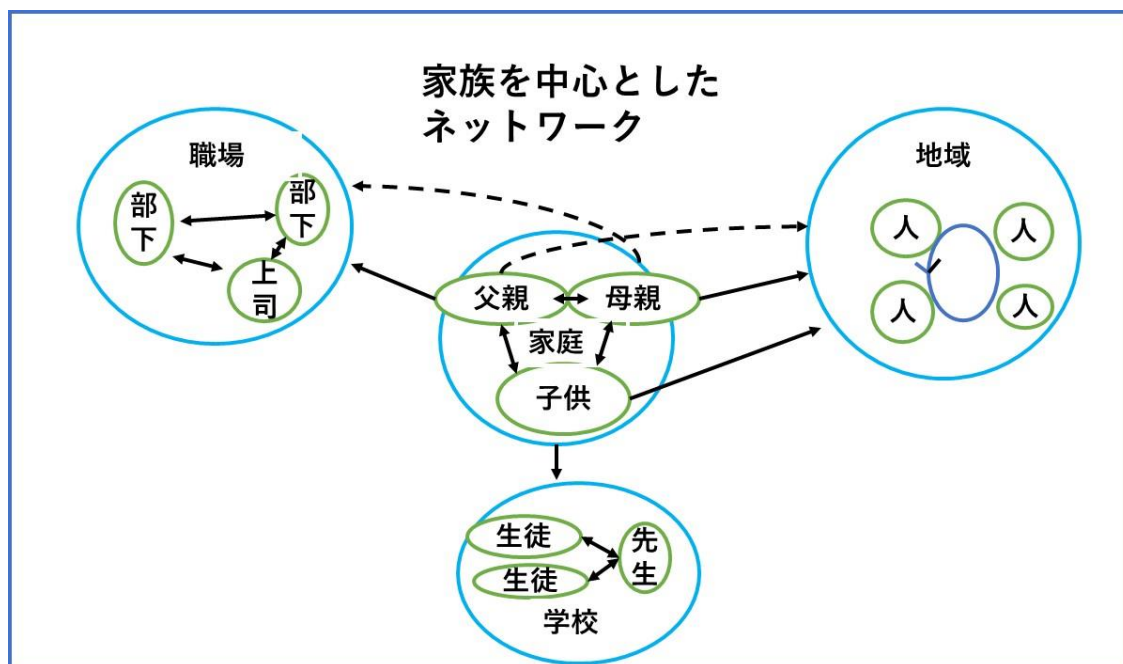 家族を中心とした
ネットワーク
職場
部下
部下
上司
地域
人
人
人
人
父親
母親
家庭
子供
生徒
生徒
先生
学校